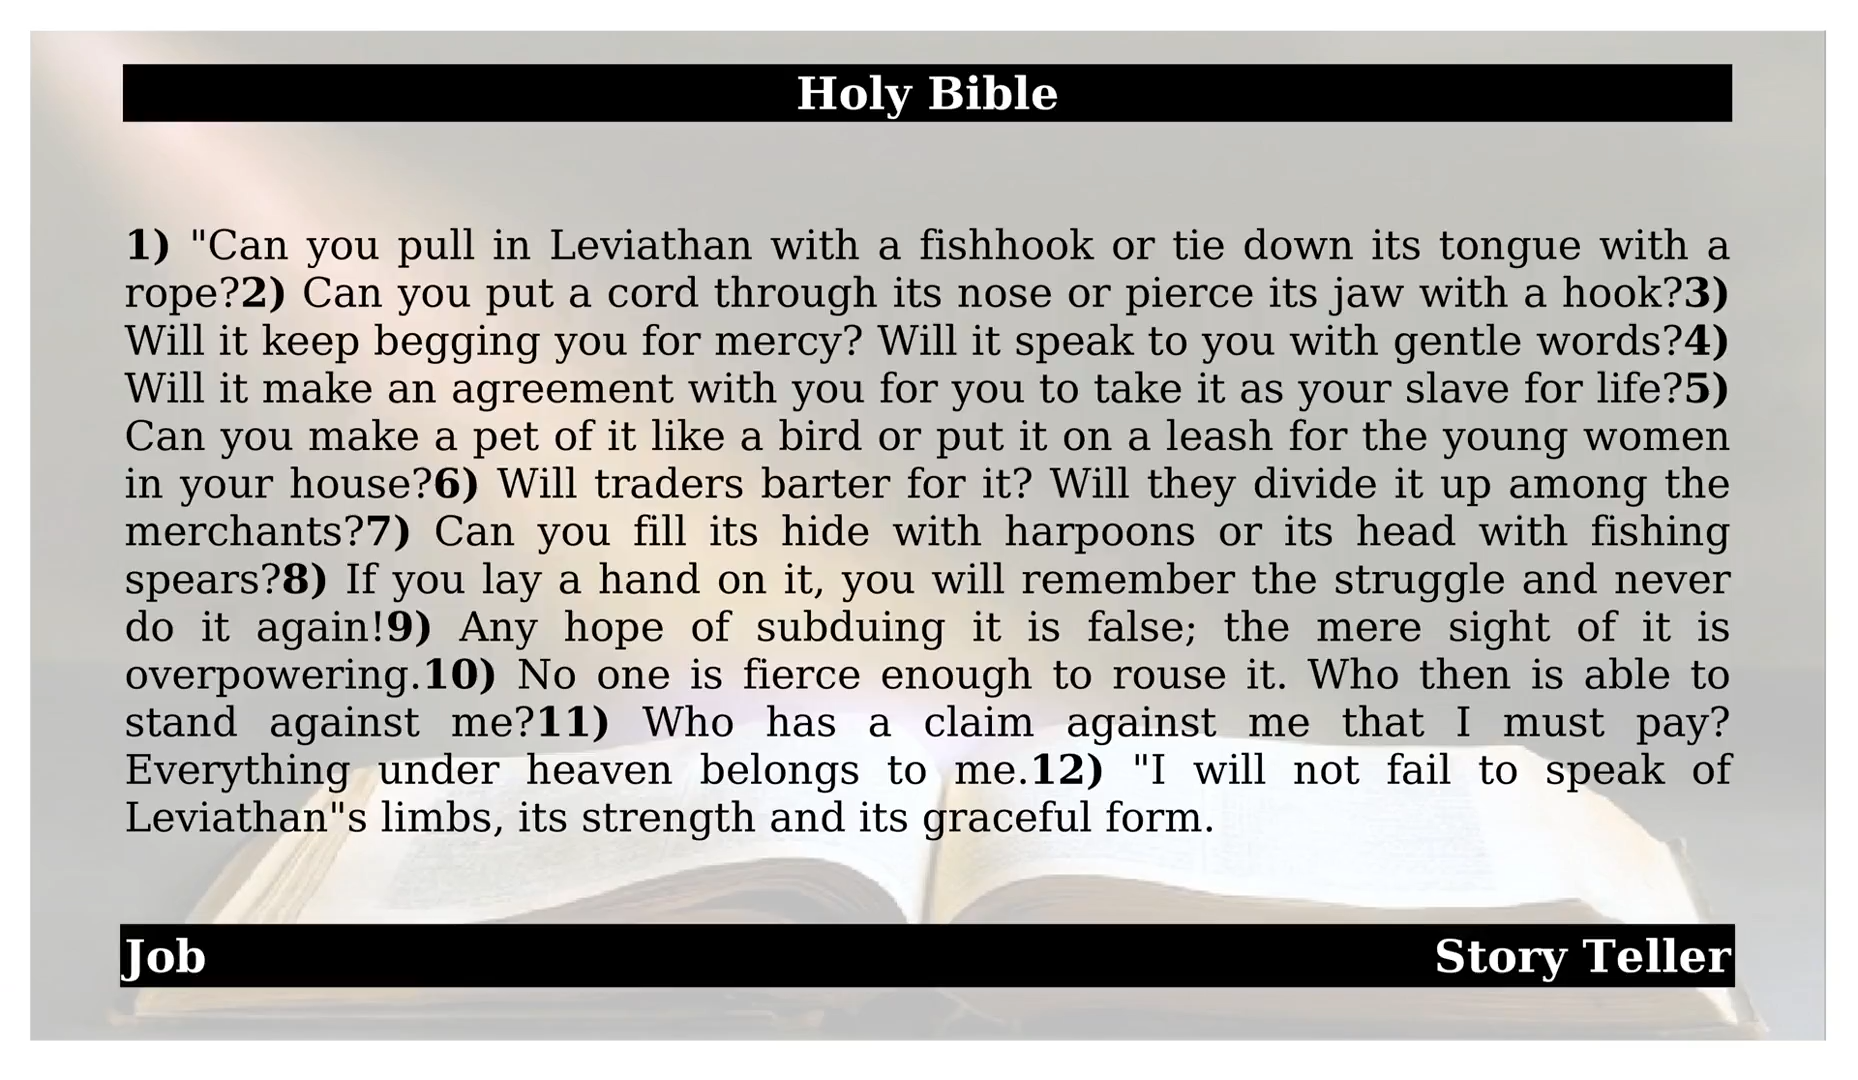 Holy Bible
1) "Can you pull in Leviathan with a fishhook or tie down its tongue with a
rope?2) Can you put a cord through its nose or pierce its jaw with a hook?3)
Will it keep begging you for mercy? Will it speak to you with gentle words?4)
Will it make an agreement with you for you to take it as your slave for life?5)
Can you make a pet of it like a bird or put it on a leash for the young women
in your house?6) Will traders barter for it? Will they divide it up among the
merchants?7) Can you fill its hide with harpoons or its head with fishing
spears?8) If you lay a hand on it, you will remember the struggle and never
do it again!9) Any hope of subduing it is false; the mere sight of it is
overpowering.10) No one is fierce enough to rouse it. Who then is able to
stand against me?11) Who has a claim against me that I must pay?
Everything under heaven belongs to me.12) "I will not fail to speak of
Leviathan"s limbs, its strength and its graceful form.
Job
Story Teller